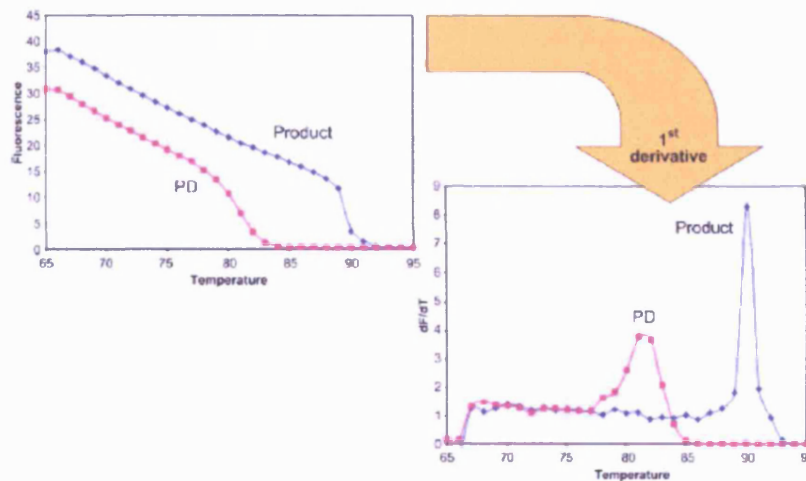 45
40
35
30
25
20
15
10
5
0
Fluorescence
Product
PD
65 70 75 80 85 90 95
Temperature
1st
derivative
9
8
7
6
5
4
3
2
1
0
dF/dT
Product
PD
65 70 75 80 85 90 95
Temperature